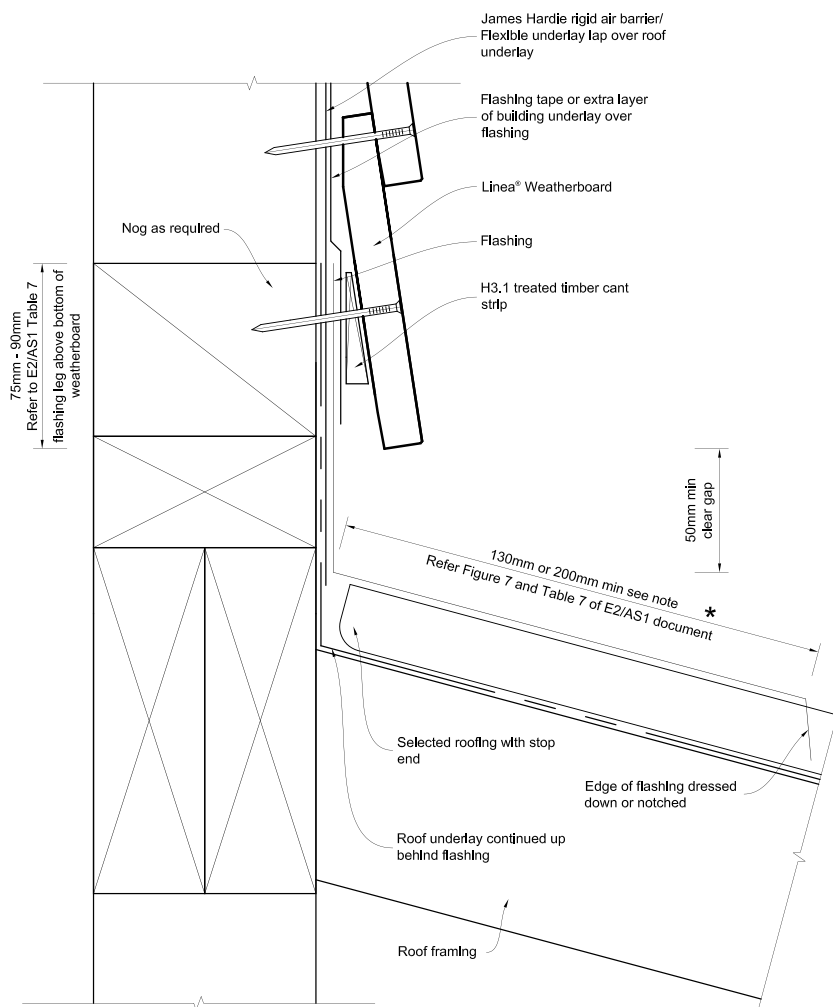 James Hardie rigid air barrier/
Flexible underlay lap over roof
underlay
Flashing tape or extra layer
of building underlay over
flashing
Linea® Weatherboard
Nog as required
Flashing
H3.1 treated timber cant
strip
75mm - 90mm
Refer to E2/AS1 Table 7
flashing leg above bottom of
weatherboard
50mm min
clear gap
130mm or 200mm min see note
Refer Figure 7 and Table 7 of E2/AS1 document
*
Selected roofing with stop
end
Edge of flashing dressed
down or notched
Roof underlay continued up
behind flashing
Roof framing